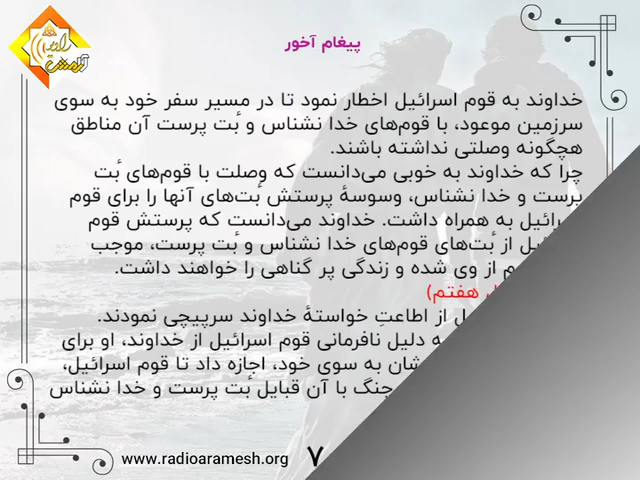 پیغام آخور
خداوند به قوم اسرائیل اخطار نمود تا در مسیر سفر خود به سوی
سرزمین موعود، با قوم‌های خدا نشناس و بُت پرست آن مناطق
هچگونه وصلتی نداشته باشند.
چرا که خداوند به خوبی می‌دانست که وصلت با قوم‌های بُت
پرست و خدا نشناس، وسوسهٔ پرستش بُت‌های آنها را برای قوم
به همراه داشت. خداوند می‌دانست که پرستش قوم
از بُت‌های قوم‌های خدا نشناس و بُت پرست، موجب
از وی شده و زندگی پر گناهی را خواهند داشت.
هفتم)
از اطاعتِ خواستهٔ خداوند سرپیچی نمودند.
دلیل نافرمانی قوم اسرائیل از خداوند، او برای
به سوی خود، اجازه داد تا قوم اسرائیل،
جنگ با آن قبایل بُت پرست و خدا نشناس
www.radioaramesh.org ۷